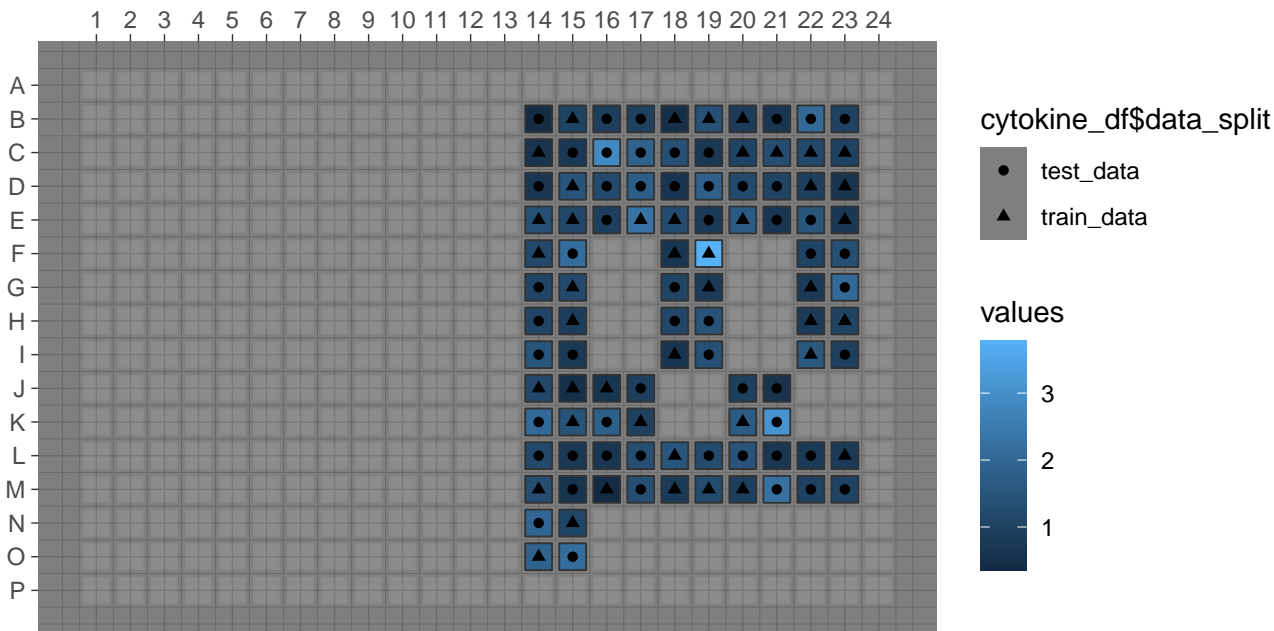 1 2 3 4 5 6 7 8 9 10 11 12 13 14 15 16 17 18 19 20 21 22 23 24
A
B
C
D
E
F
G
H
I
J
K
L
M
N
O
P
cytokine_df$data_split
test_data
train_data
values
3
2
1